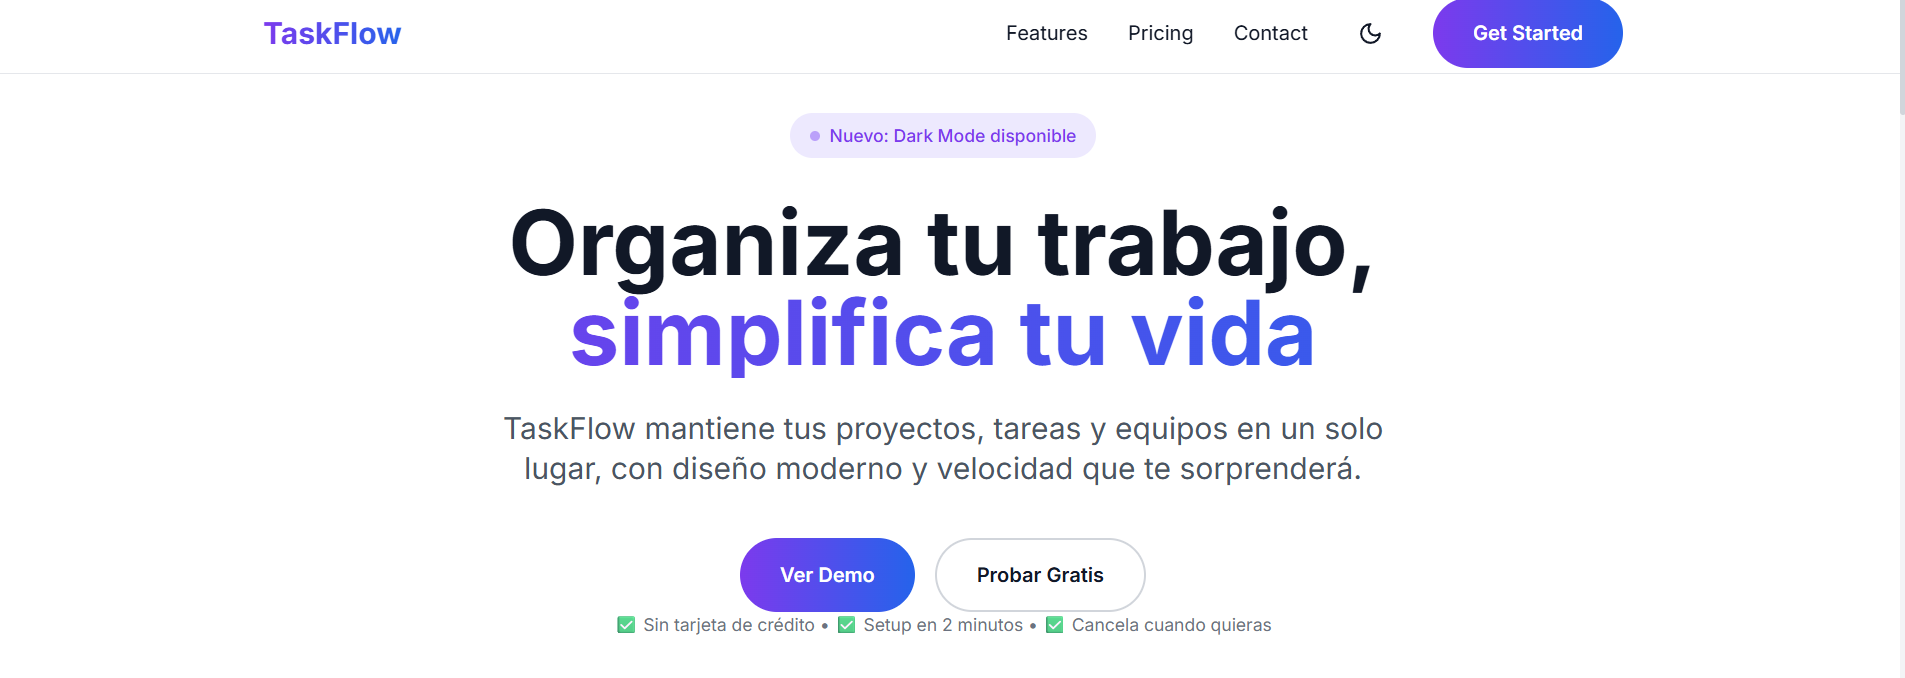 TaskFlow
Features
Pricing
Contact
Get Started
Nuevo: Dark Mode disponible
Organiza tu trabajo,
simplifica tu vida
TaskFlow mantiene tus proyectos, tareas y equipos en un solo
lugar, con diseño moderno y velocidad que te sorprenderá.
Ver Demo
Probar Gratis
✅ Sin tarjeta de crédito • ✅ Setup en 2 minutos • ✅ Cancela cuando quieras